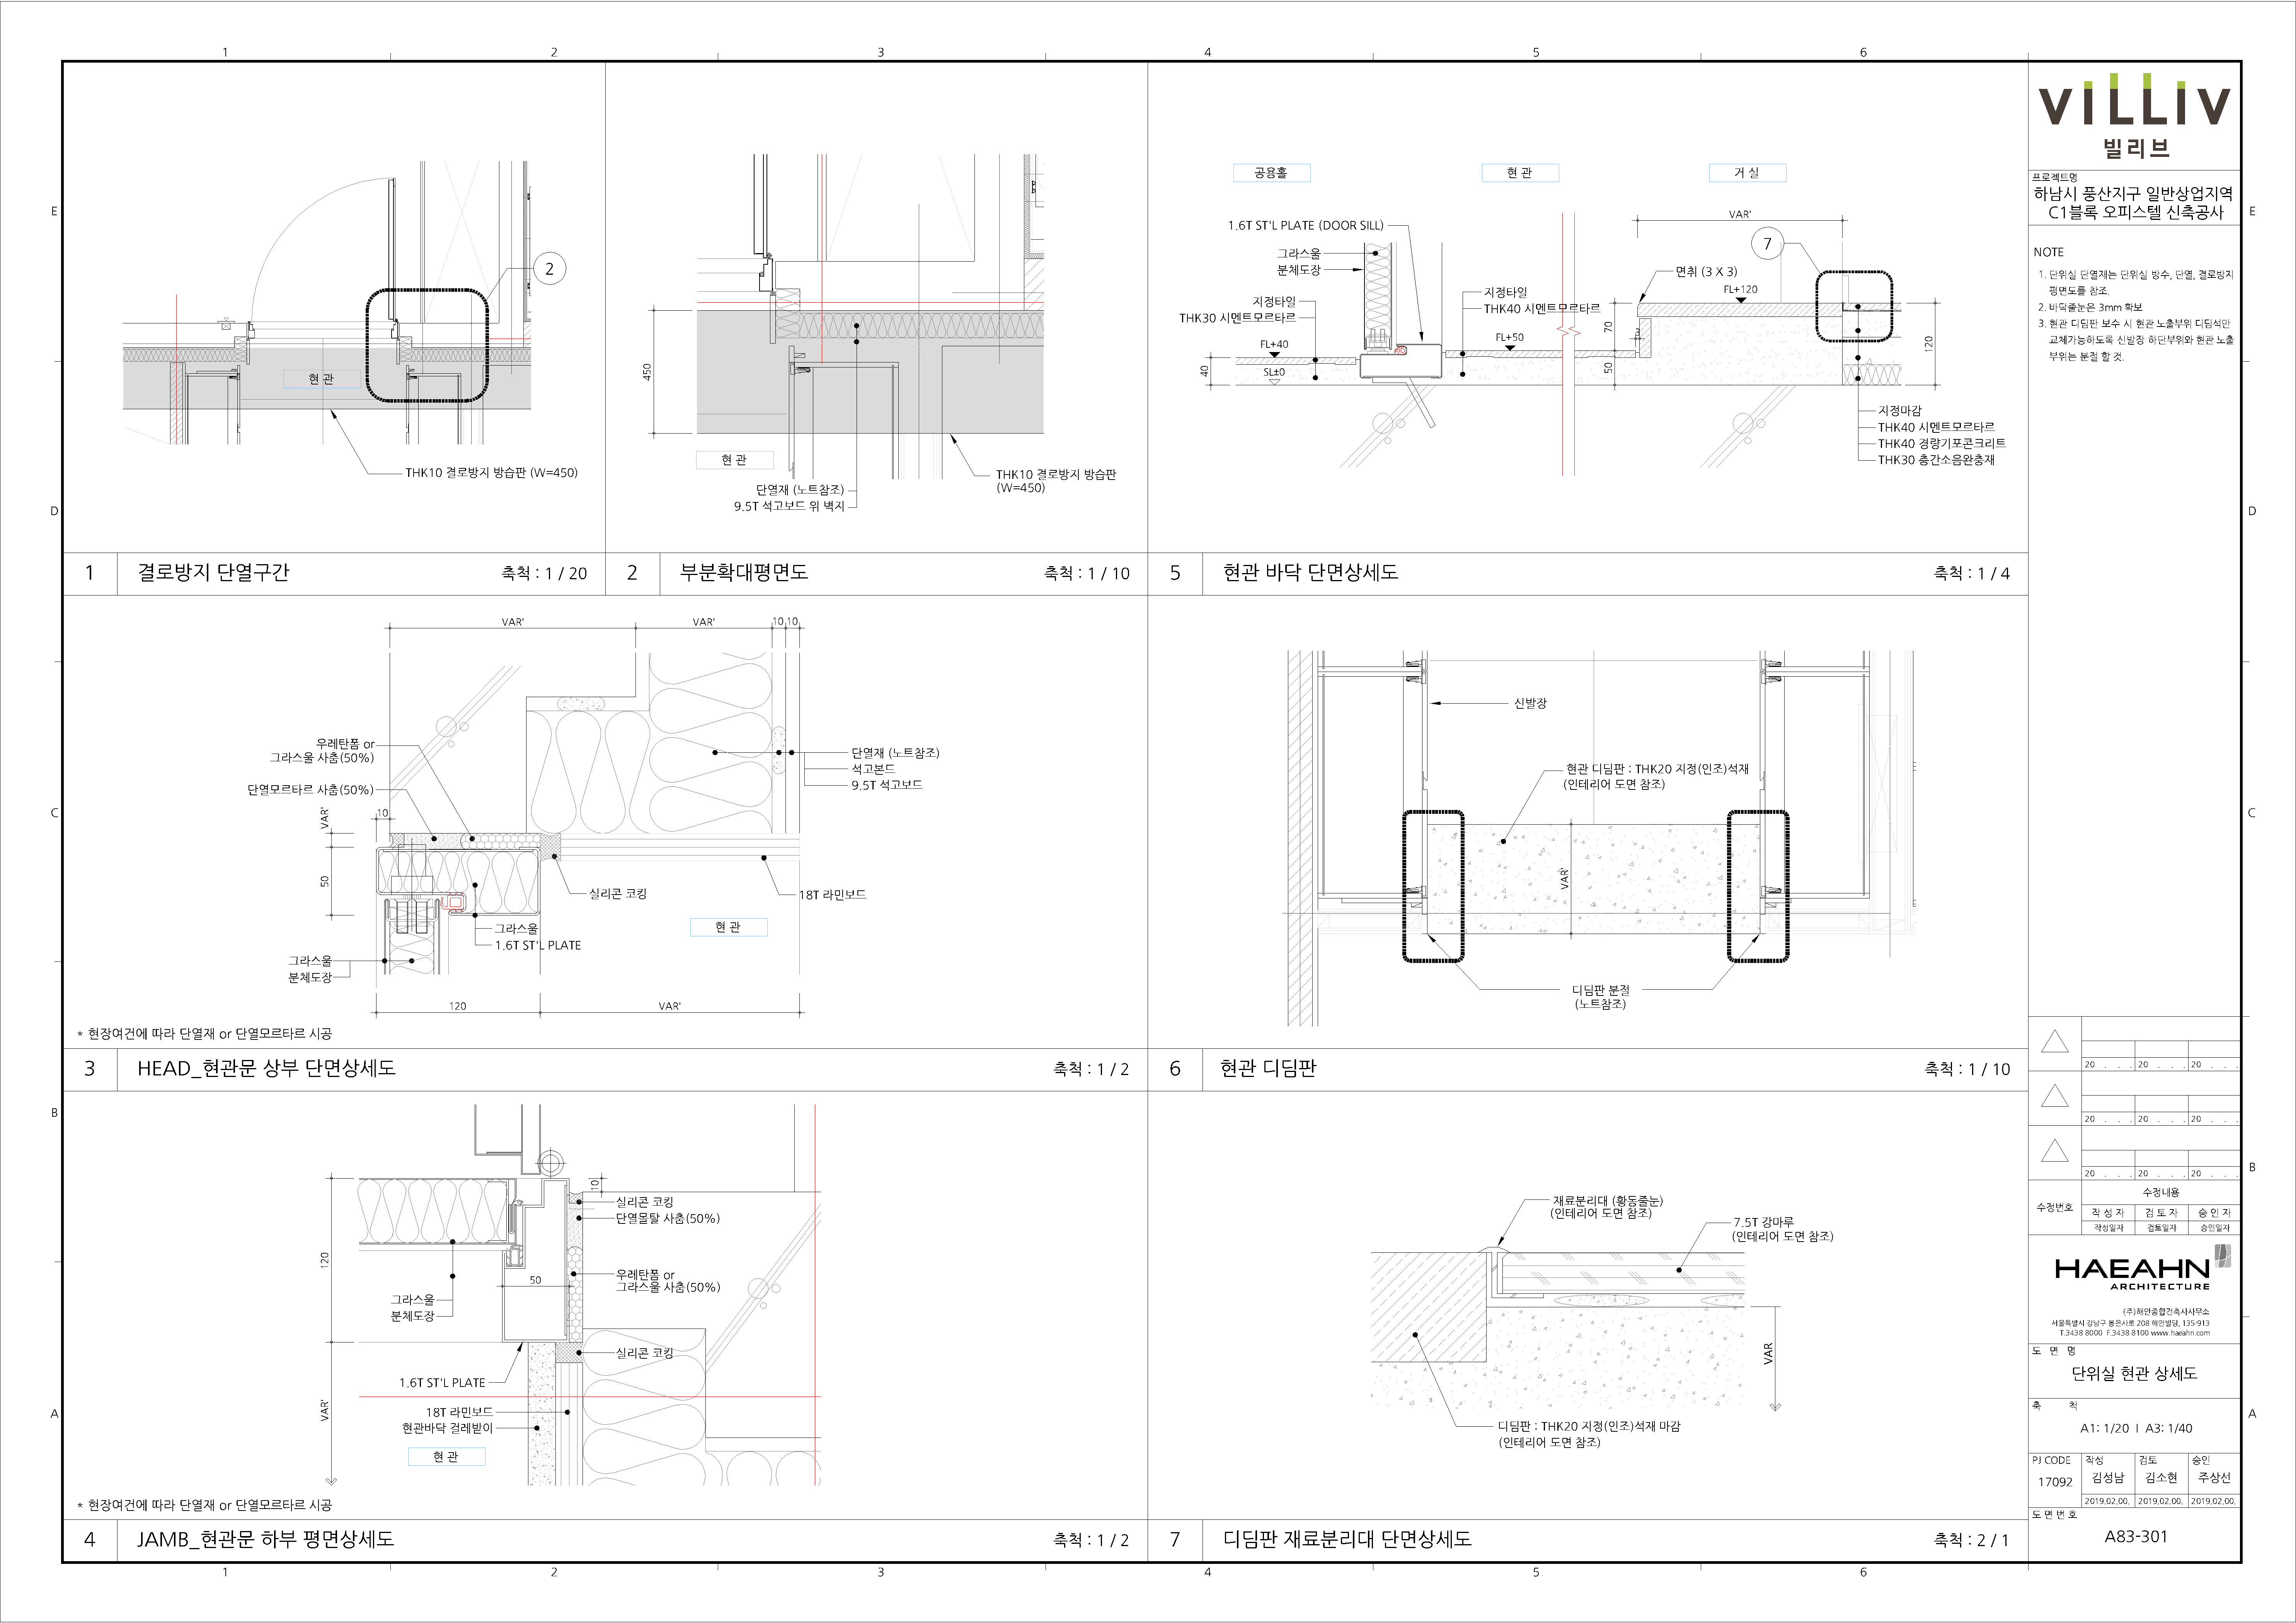 1
2
3
4
5
6
E
D
C
B
A
현 관
2
THK10 결로방지 방습판 (W=450)
1
결로방지 단열구간
축척 : 1 / 20
450
현 관
단열재 (노트참조)
9.5T 석고보드 위 벽지
THK10 결로방지 방습판
(W=450)
2
부분확대평면도
축척 : 1 / 10
공용홀
현 관
거 실
1.6T ST'L PLATE (DOOR SILL)
그라스울
분체도장
지정타일
THK30 시멘트모르타르
FL+40
SL±0
40
지정타일
THK40 시멘트모르타르
FL+50
VAR'
7
면취 (3 X 3)
FL+120
70
3
50
120
지정마감
THK40 시멘트모르타르
THK40 경량기포콘크리트
THK30 층간소음완충재
5
현관 바닥 단면상세도
축척 : 1 / 4
VAR'
VAR'
10
10
우레탄폼 or
그라스울 사춤(50%)
단열모르타르 사춤(50%)
VAR'
10
50
단열재 (노트참조)
석고본드
9.5T 석고보드
실리콘 코킹
18T 라민보드
현 관
그라스울
1.6T ST'L PLATE
그라스울
분체도장
120
VAR'
* 현장여건에 따라 단열재 or 단열모르타르 시공
3
HEAD_현관문 상부 단면상세도
축척 : 1 / 2
신발장
현관 디딤판 : THK20 지정(인조)석재
(인테리어 도면 참조)
VAR'
디딤판 분절
(노트참조)
6
현관 디딤판
축척 : 1 / 10
10
실리콘 코킹
단열몰탈 사춤(50%)
120
50
우레탄폼 or
그라스울 사춤(50%)
그라스울
분체도장
실리콘 코킹
1.6T ST'L PLATE
VAR'
18T 라민보드
현관바닥 걸레받이
현 관
* 현장여건에 따라 단열재 or 단열모르타르 시공
4
JAMB_현관문 하부 평면상세도
축척 : 1 / 2
재료분리대 (황동줄눈)
(인테리어 도면 참조)
7.5T 강마루
(인테리어 도면 참조)
VAR
디딤판 : THK20 지정(인조)석재 마감
(인테리어 도면 참조)
7
디딤판 재료분리대 단면상세도
축척 : 2 / 1
VILLIV
빌리브
프로젝트명
하남시 풍산지구 일반상업지역
C1블록 오피스텔 신축공사
NOTE
1. 단위실 단열재는 단위실 방수, 단열, 결로방지
평면도를 참조.
2. 바닥줄눈은 3mm 확보
3. 현관 디딤판 보수 시 현관 노출부위 디딤석만
교체가능하도록 신발장 하단부위와 현관 노출
부위는 분절 할 것.
20 . . . 20 . . . 20 . . .
20 . . . 20 . . . 20 . . .
20 . . . 20 . . . 20 . . .
수정번호
수정내용
작 성 자 검 토 자 승 인 자
작성일자 검토일자 승인일자
HAEAHN
ARCHITECTURE
(주)해안종합건축사사무소
서울특별시 강남구 봉은사로 208 해안빌딩, 135-913
T.3438 8000 F.3438 8100 www.haeahn.com
도 면 명
단위실 현관 상세도
축 척
A1: 1/20 I A3: 1/40
PJ CODE 작성 검토 승인
17092 김성남 김소현 주상선
2019.02.00. 2019.02.00. 2019.02.00.
도 면 번 호
A83-301
E
D
C
B
A
1
2
3
4
5
6